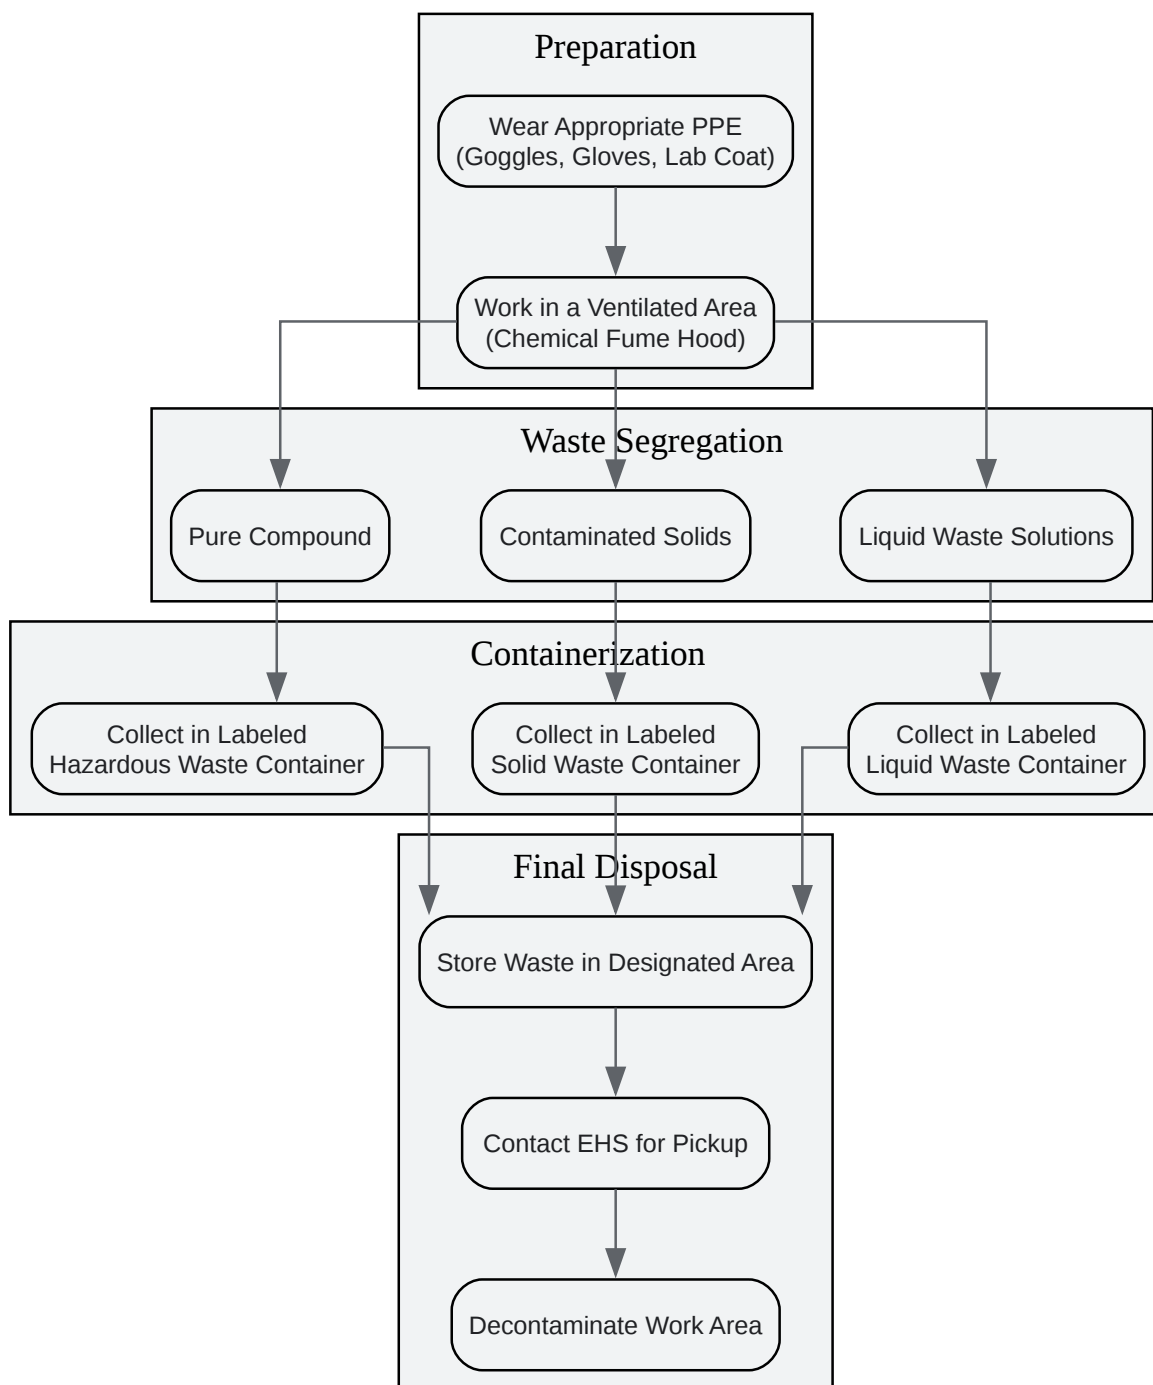 Preparation
Wear Appropriate PPE
(Goggles, Gloves, Lab Coat)
Work in a Ventilated Area
(Chemical Fume Hood)
Waste Segregation
Pure Compound
Contaminated Solids
Liquid Waste Solutions
Containerization
Collect in Labeled
Hazardous Waste Container
Collect in Labeled
Solid Waste Container
Collect in Labeled
Liquid Waste Container
Final Disposal
Store Waste in Designated Area
Contact EHS for Pickup
Decontaminate Work Area